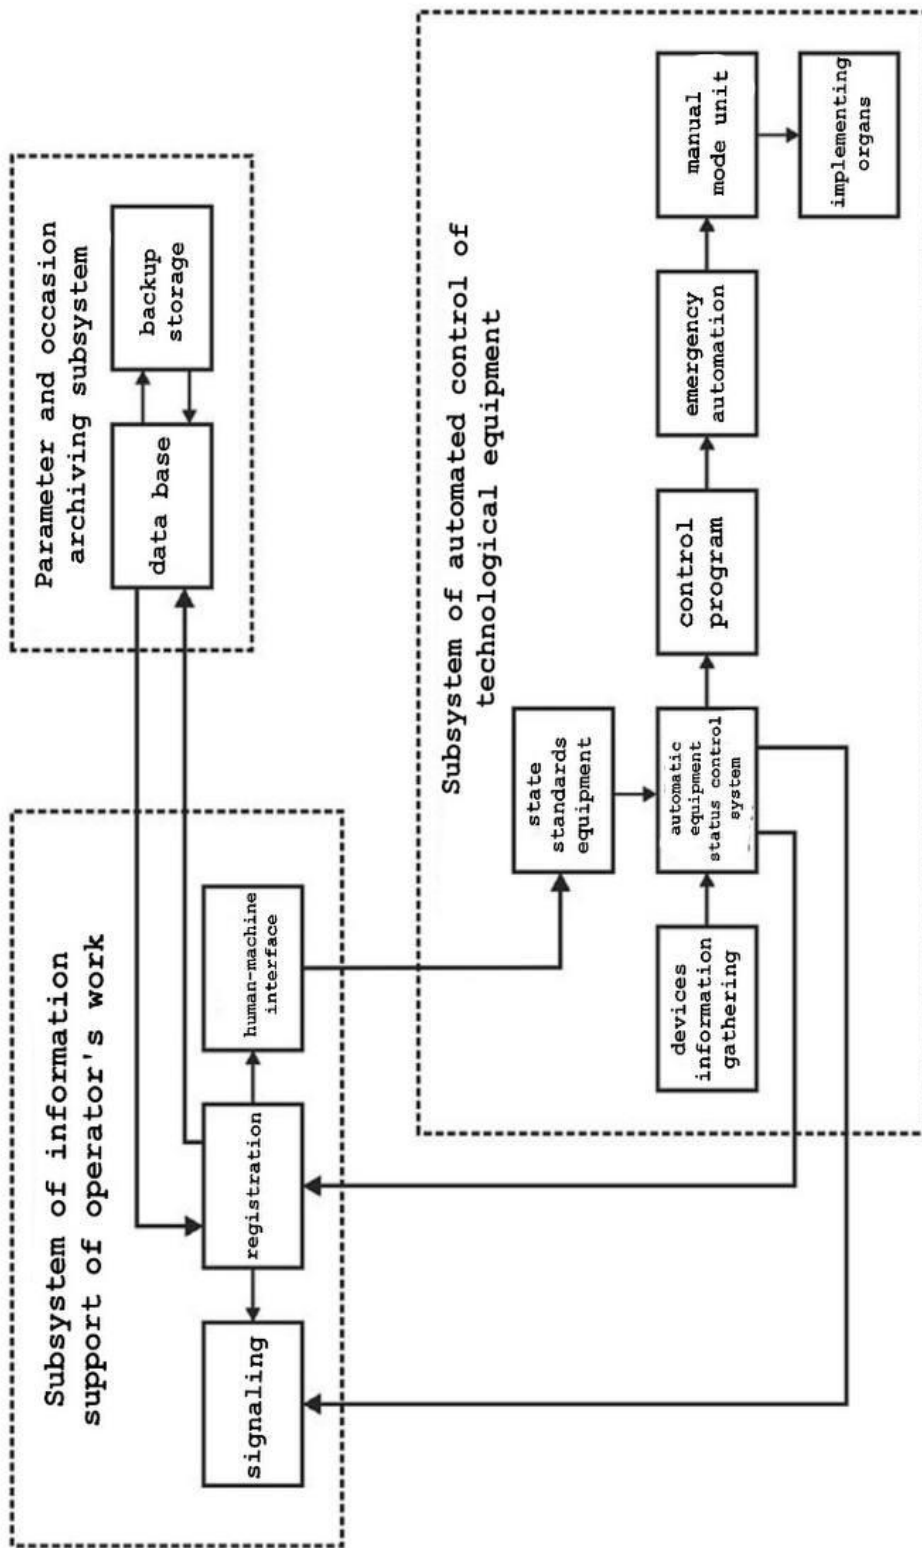 Subsystem of information
support of operator's work
signaling
registration
human-machine
interface
Parameter and occasion
archiving subsystem
data base
backup
storage
Subsystem of automated control of
technological equipment
state
standards
equipment
devices
information
gathering
automatic
equipment
status control
system
control
program
emergency
automation
manual
mode unit
implementing
organs